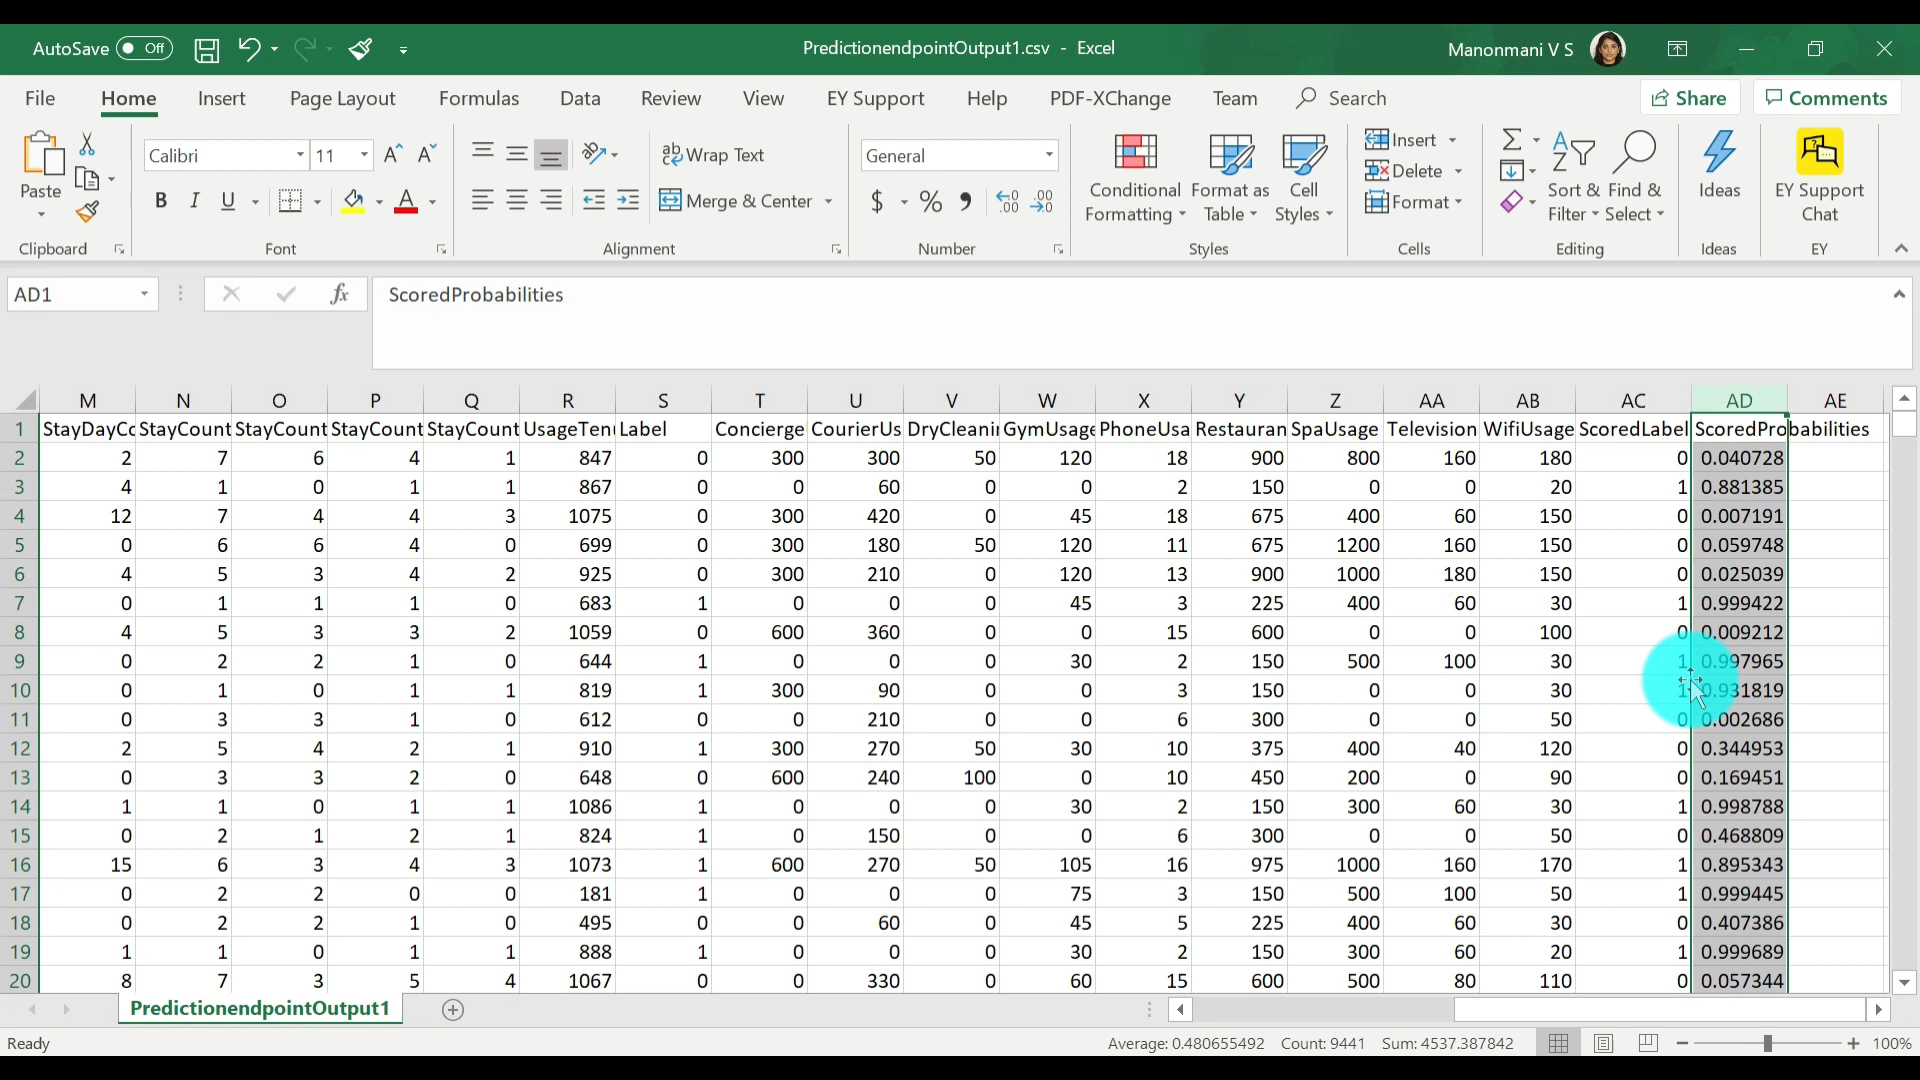 AutoSave Off PredictionendpointOutput1.csv - Excel Manonmani V S
File Home Insert Page Layout Formulas Data Review View EY Support Help PDF-XChange Team Search Share Comments
Paste Calibri 11 Wrap Text General Conditional Formatting Format as Table Cell Styles Insert Sort & Filter Find & Select Ideas EY Support Chat
B I U Merge & Center $ % Delete
Format
Clipboard Font Alignment Number Styles Cells Editing Ideas EY
AD1 fx ScoredProbabilities
M N O P Q R S T U V W X Y Z AA AB AC AD AE
1 StayDayCo StayCount StayCount StayCount StayCount UsageTenu Label Concierge CourierUs DryCleanin GymUsage PhoneUsa Restauran SpaUsage Television WifiUsage ScoredLabel ScoredProbabilities
2 2 7 6 4 1 847 0 300 300 50 120 18 900 800 160 180 0 0.040728
3 4 1 0 1 1 867 0 0 60 0 0 2 150 0 0 20 1 0.881385
4 12 7 4 4 3 1075 0 300 420 0 45 18 675 400 60 150 0 0.007191
5 0 6 6 4 0 699 0 300 180 50 120 11 675 1200 160 150 0 0.059748
6 4 5 3 4 2 925 0 300 210 0 120 13 900 1000 180 150 0 0.025039
7 0 1 1 1 0 683 1 0 0 0 45 3 225 400 60 30 1 0.999422
8 4 5 3 3 2 1059 0 600 360 0 0 15 600 0 0 100 0 0.009212
9 0 2 2 1 0 644 1 0 0 0 30 2 150 500 100 30 1 0.997965
10 0 1 0 1 1 819 1 300 90 0 0 3 150 0 0 30 1 0.931819
11 0 3 3 1 0 612 0 0 210 0 0 6 300 0 0 50 0 0.002686
12 2 5 4 2 1 910 1 300 270 50 30 10 375 400 40 120 0 0.344953
13 0 3 3 2 0 648 0 600 240 100 0 10 450 200 0 90 0 0.169451
14 1 1 0 1 1 1086 1 0 0 0 30 2 150 300 60 30 1 0.998788
15 0 2 1 2 1 824 1 0 150 0 0 6 300 0 0 50 0 0.468809
16 15 6 3 4 3 1073 1 600 270 50 105 16 975 1000 160 170 1 0.895343
17 0 2 2 0 0 181 1 0 0 0 75 3 150 500 100 50 1 0.999445
18 0 2 2 1 0 495 0 0 60 0 45 5 225 400 60 30 0 0.407386
19 1 1 0 1 1 888 1 0 0 0 30 2 150 300 60 20 1 0.999689
20 8 7 3 5 4 1067 0 0 330 0 60 15 600 500 80 110 0 0.057344
PredictionendpointOutput1
Ready Average: 0.480655492 Count: 9441 Sum: 4537.387842 100%